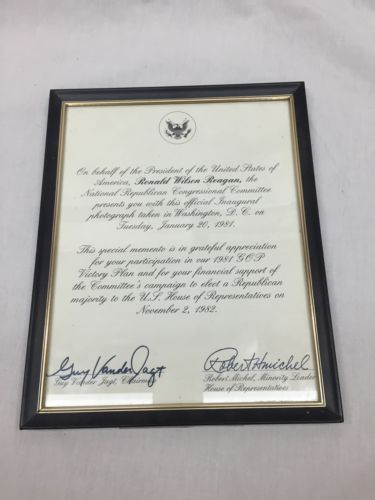 On behalf of the President of the United States of
America, Ronald Wilson Reagan, the
National Republican Congressional Committee
presents you with this official Inaugural
photograph taken in Washington, D. C. on
Tuesday, January 20, 1981.
This special memento is in grateful appreciation
for your participation in our 1981 GOP
Victory Plan and for your financial support of
the Committee's campaign to elect a Republican
majority to the U.S. House of Representatives on
November 2, 1982.
Guy Vander Jagt
Robert H Michel
Guy Vander Jagt, Chairman
Robert Michel, Minority Leader
House of Representatives